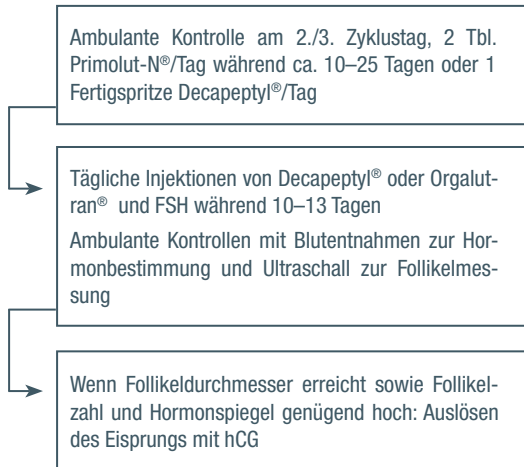 Ambulante Kontrolle am 2./3. Zyklustag, 2 Tbl.
Primolut-N®/Tag während ca. 10–25 Tagen oder 1
Fertigspritze Decapeptyl®/Tag
Tägliche Injektionen von Decapeptyl® oder Orgalut-
ran® und FSH während 10–13 Tagen
Ambulante Kontrollen mit Blutentnahmen zur Hor-
monbestimmung und Ultraschall zur Follikelmes-
sung
Wenn Follikeldurchmesser erreicht sowie Follikel-
zahl und Hormonspiegel genügend hoch: Auslösen
des Eisprungs mit hCG